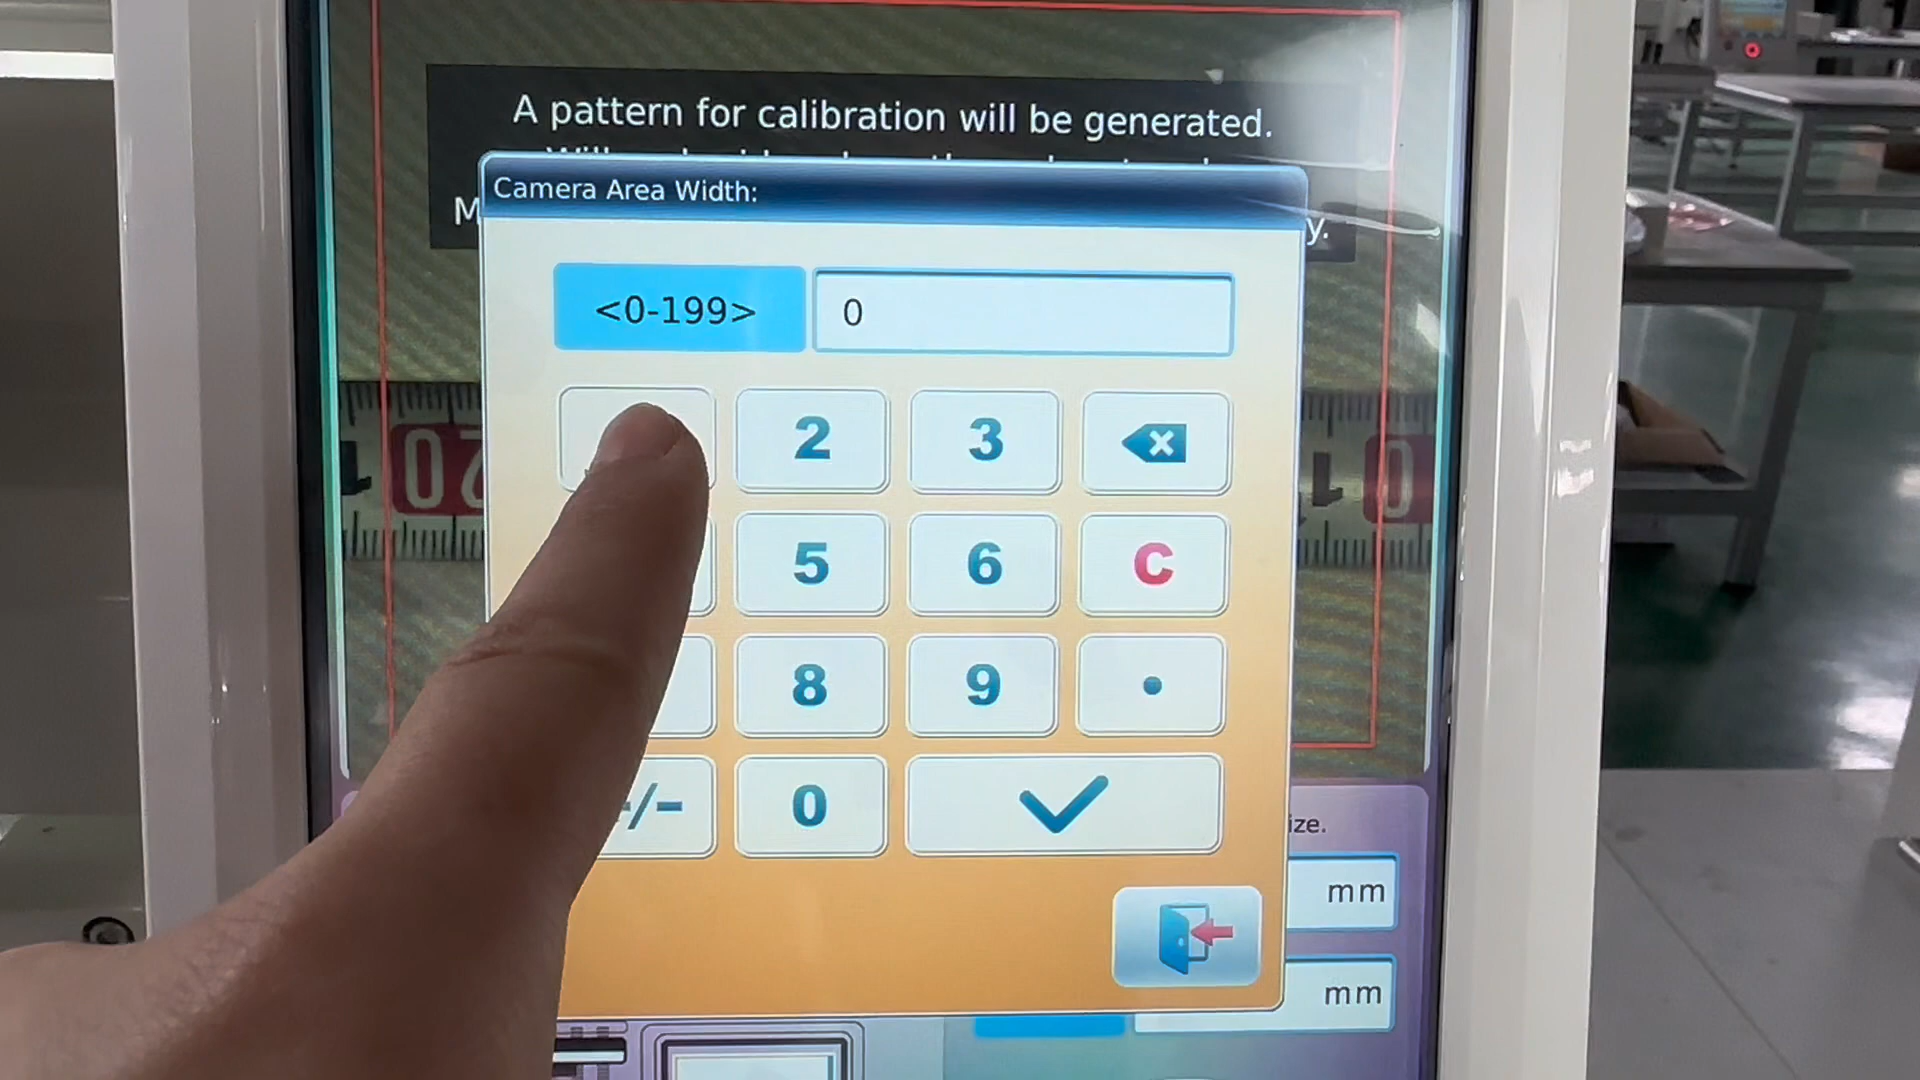 A pattern for calibration will be generated.
Camera Area Width:
y.
<0-199>
0
2
3
5
6
C
8
9
/-
0
mm
mm